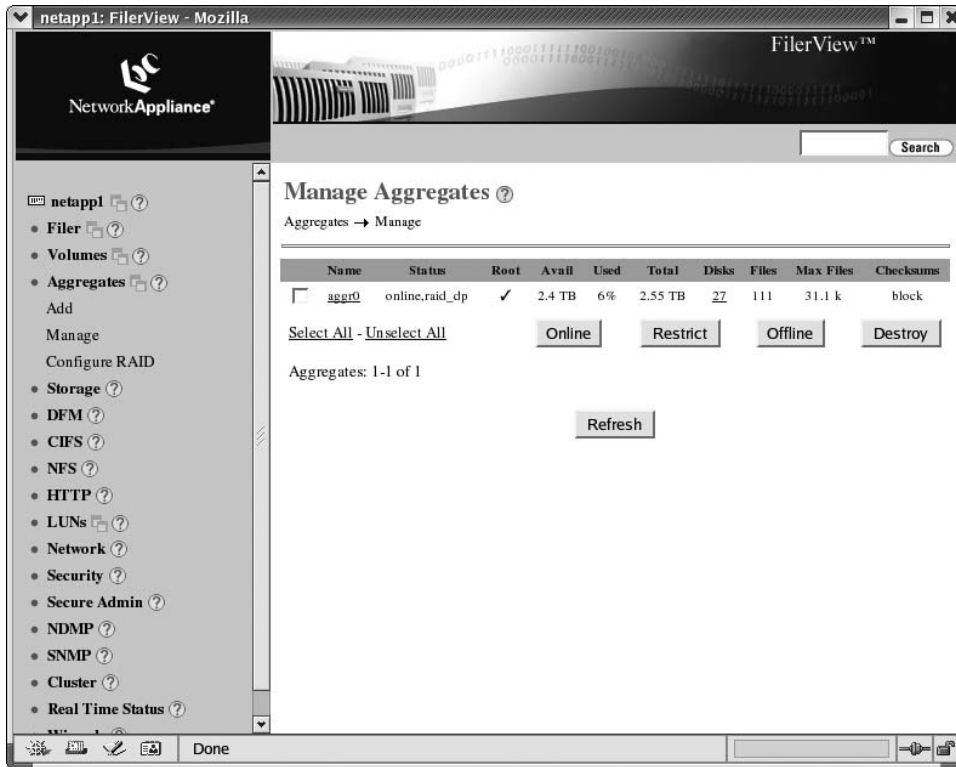 netapp1: FilerView - Mozilla
FilerView™
NetworkAppliance®
Search
netapp1
Filer
Volumes
Aggregates
Add
Manage
Configure RAID
Storage
DFM
CIFS
NFS
HTTP
LUNs
Network
Security
Secure Admin
NDMP
SNMP
Cluster
Real Time Status
Manage Aggregates
Aggregates → Manage
Name Status Root Avail Used Total Disks Files Max Files Checksums
aggr0 online,raid_dp ✓ 2.4 TB 6% 2.55 TB 27 111 31.1 k block
Select All - Unselect All Online Restrict Offline Destroy
Aggregates: 1-1 of 1
Refresh
Done